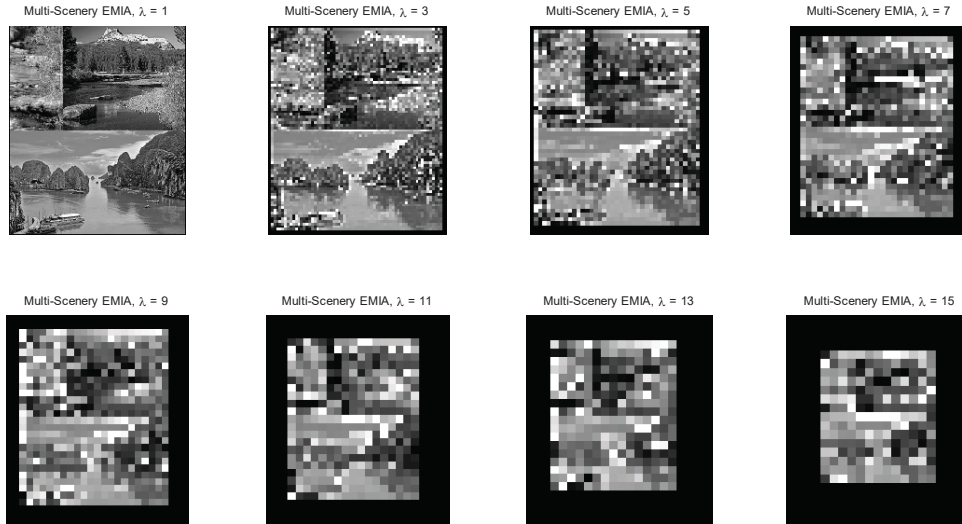 Multi-Scenery EMIA, λ = 1
Multi-Scenery EMIA, λ = 3
Multi-Scenery EMIA, λ = 5
Multi-Scenery EMIA, λ = 7
Multi-Scenery EMIA, λ = 9
Multi-Scenery EMIA, λ = 11
Multi-Scenery EMIA, λ = 13
Multi-Scenery EMIA, λ = 15